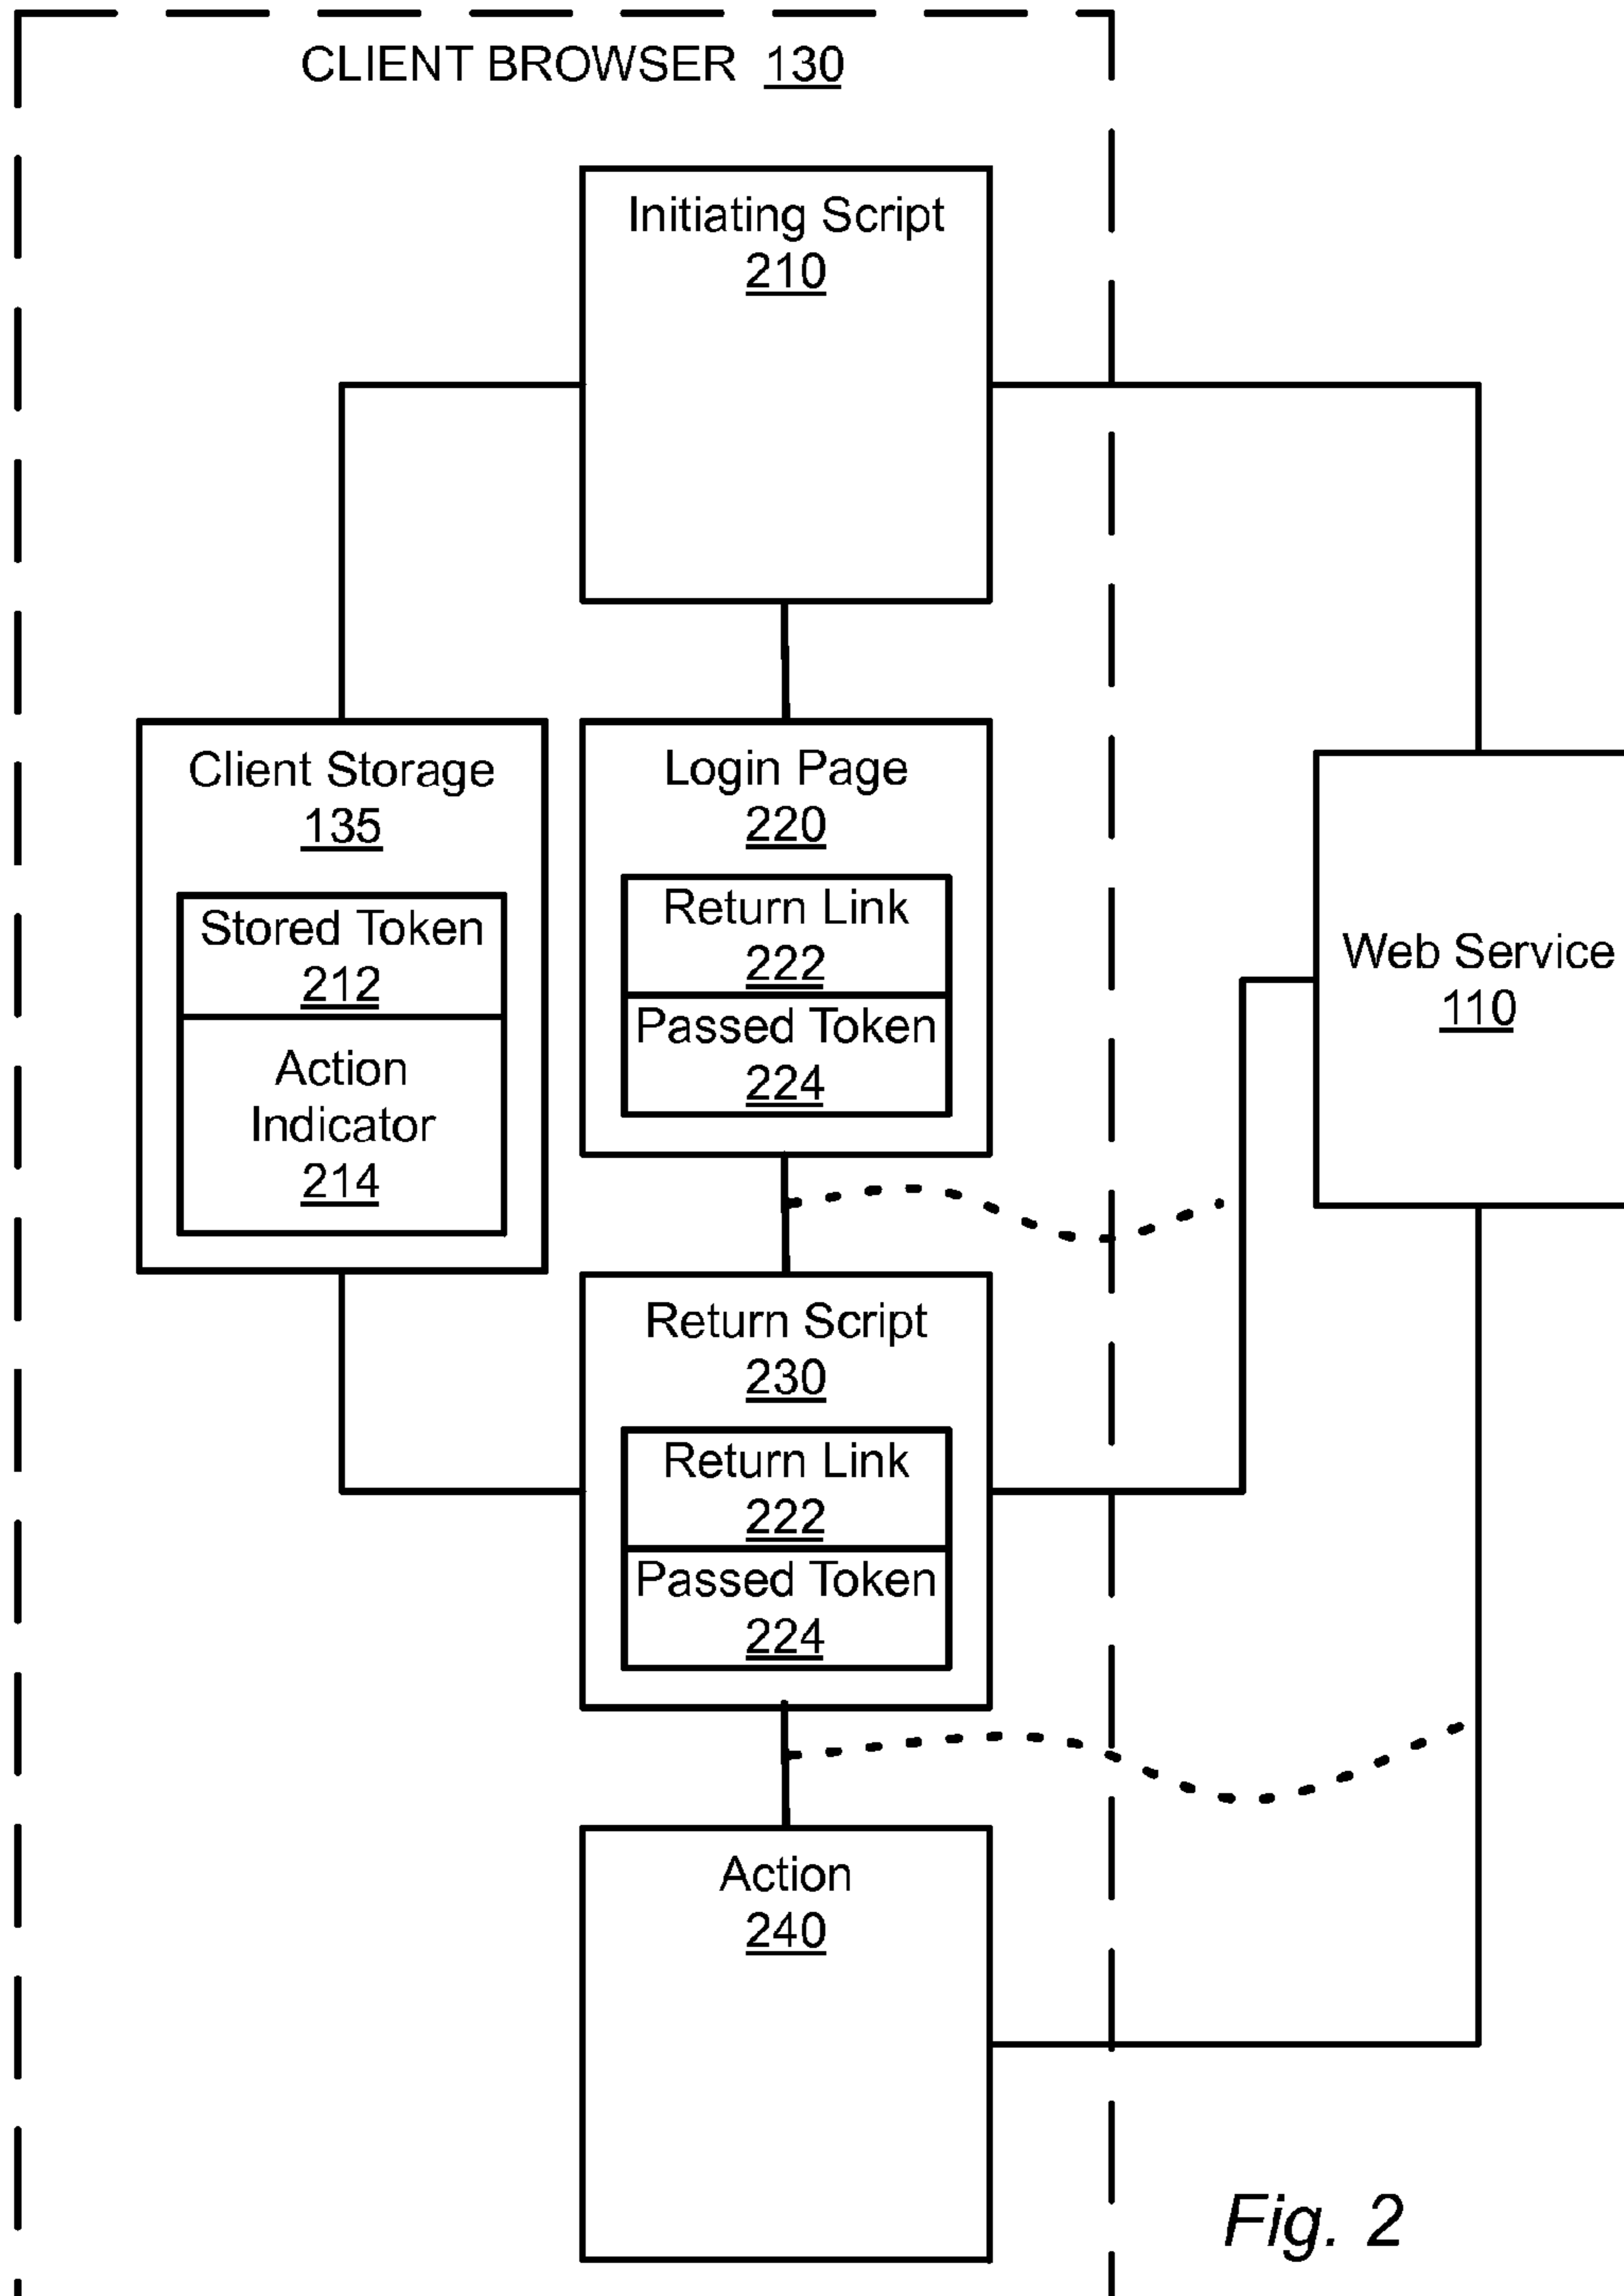 CLIENT BROWSER 130
Initiating Script
210
Client Storage
135
Stored Token
212
Action
Indicator
214
Login Page
220
Return Link
222
Passed Token
224
Web Service
110
Return Script
230
Return Link
222
Passed Token
224
Action
240
Fig. 2